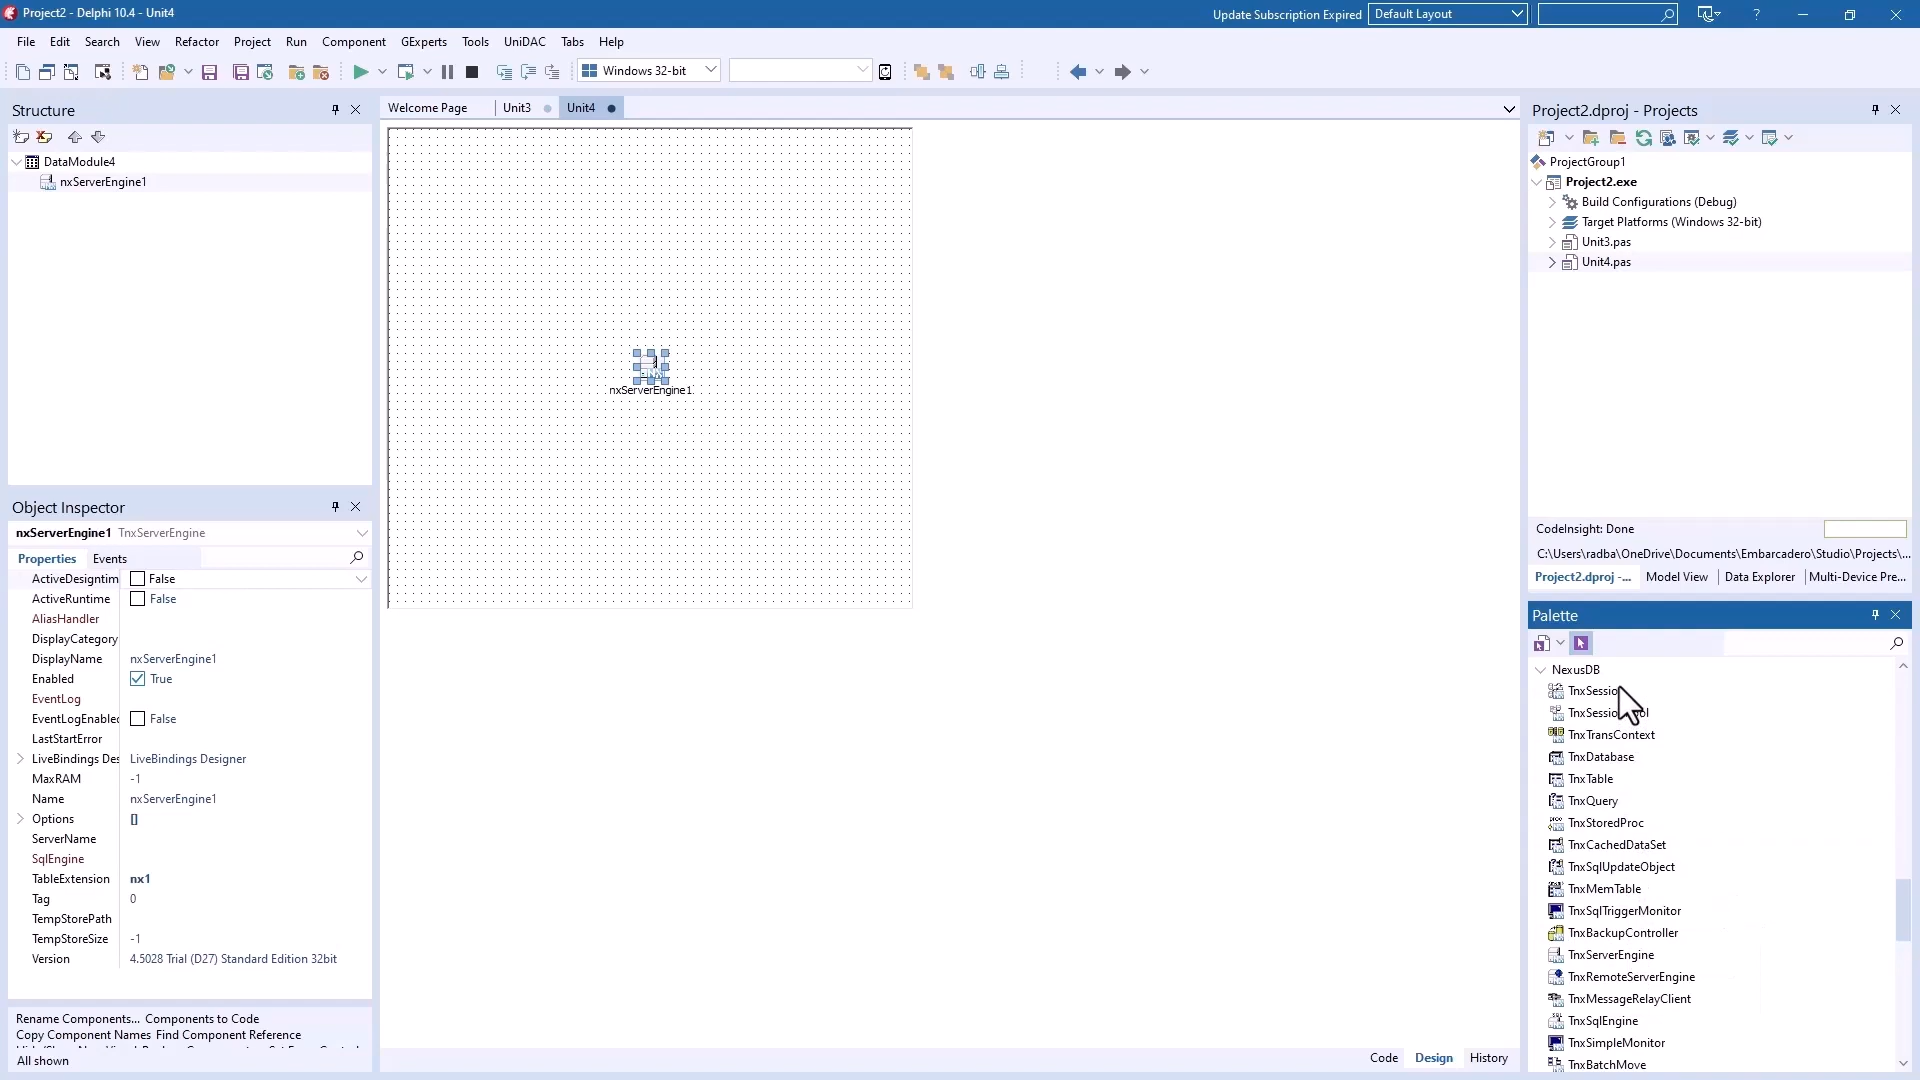 Project2 - Delphi 10.4 - Unit4
Update Subscription Expired
Default Layout
File Edit Search View Refactor Project Run Component GExperts Tools UniDAC Tabs Help
Windows 32-bit
Structure
DataModule4
nxServerEngine1
Object Inspector
nxServerEngine1 TnxServerEngine
Properties Events
ActiveDesigntim False
ActiveRuntime False
AliasHandler
DisplayCategory
DisplayName nxServerEngine1
Enabled True
EventLog
EventLogEnabled False
LastStartError
LiveBindings Des LiveBindings Designer
MaxRAM -1
Name nxServerEngine1
Options []
ServerName
SqlEngine
TableExtension nx1
Tag 0
TempStorePath
TempStoreSize -1
Version 4.5028 Trial (D27) Standard Edition 32bit
Rename Components... Components to Code
Copy Component Names Find Component Reference
All shown
Welcome Page Unit3 Unit4
nxServerEngine1
Code Design History
Project2.dproj - Projects
ProjectGroup1
Project2.exe
Build Configurations (Debug)
Target Platforms (Windows 32-bit)
Unit3.pas
Unit4.pas
CodeInsight: Done
C:\Users\radba\OneDrive\Documents\Embarcadero\Studio\Projects\...
Project2.dproj -... Model View Data Explorer Multi-Device Pre...
Palette
NexusDB
TnxTransContext
TnxDatabase
TnxTable
TnxQuery
TnxStoredProc
TnxCachedDataSet
TnxSqlUpdateObject
TnxMemTable
TnxSqlTriggerMonitor
TnxBackupController
TnxServerEngine
TnxRemoteServerEngine
TnxMessageRelayClient
TnxSqlEngine
TnxSimpleMonitor
TnxBatchMove